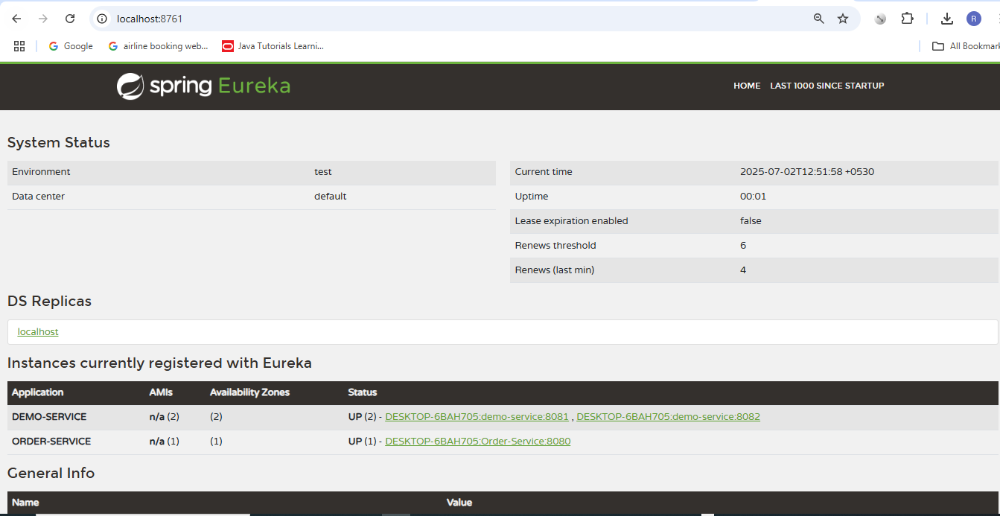 localhost:8761
R
Google
airline booking web...
Java Tutorials Learni...
All Bookmark
spring Eureka
HOME LAST 1000 SINCE STARTUP
System Status
Environment test
Data center default
Current time 2025-07-02T12:51:58 +0530
Uptime 00:01
Lease expiration enabled false
Renews threshold 6
Renews (last min) 4
DS Replicas
localhost
Instances currently registered with Eureka
Application AMIs Availability Zones Status
DEMO-SERVICE n/a (2) (2) UP (2) - DESKTOP-6BAH705:demo-service:8081 , DESKTOP-6BAH705:demo-service:8082
ORDER-SERVICE n/a (1) (1) UP (1) - DESKTOP-6BAH705:Order-Service:8080
General Info
Name Value